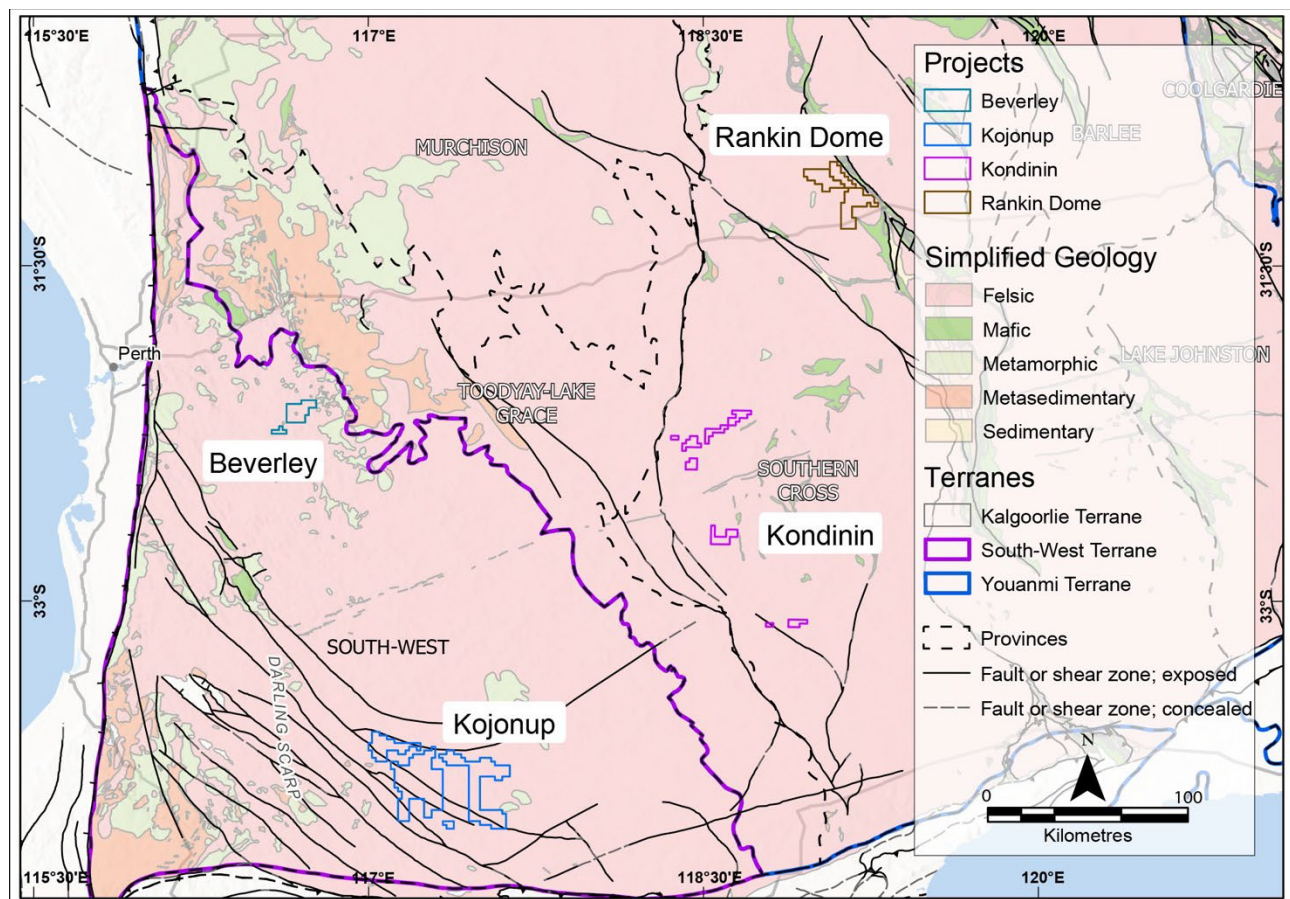 115°30'E
117°E
118°30'E
120°E
MURCHISON
Rankin Dome
COOLGARDIE
BARLEE
31°30'S
31°30'S
Perth
TOODYAY-LAKE
GRACE
LAKE JOHNSTON
Beverley
SOUTHERN
CROSS
Kondinin
33°S
33°S
SOUTH-WEST
DARLING SCARP
Kojonup
115°30'E
117°E
118°30'E
120°E
Projects
Beverley
Kojonup
Kondinin
Rankin Dome
Simplified Geology
Felsic
Mafic
Metamorphic
Metasedimentary
Sedimentary
Terranes
Kalgoorlie Terrane
South-West Terrane
Youanmi Terrane
Provinces
Fault or shear zone; exposed
Fault or shear zone; concealed
N
0 100
Kilometres